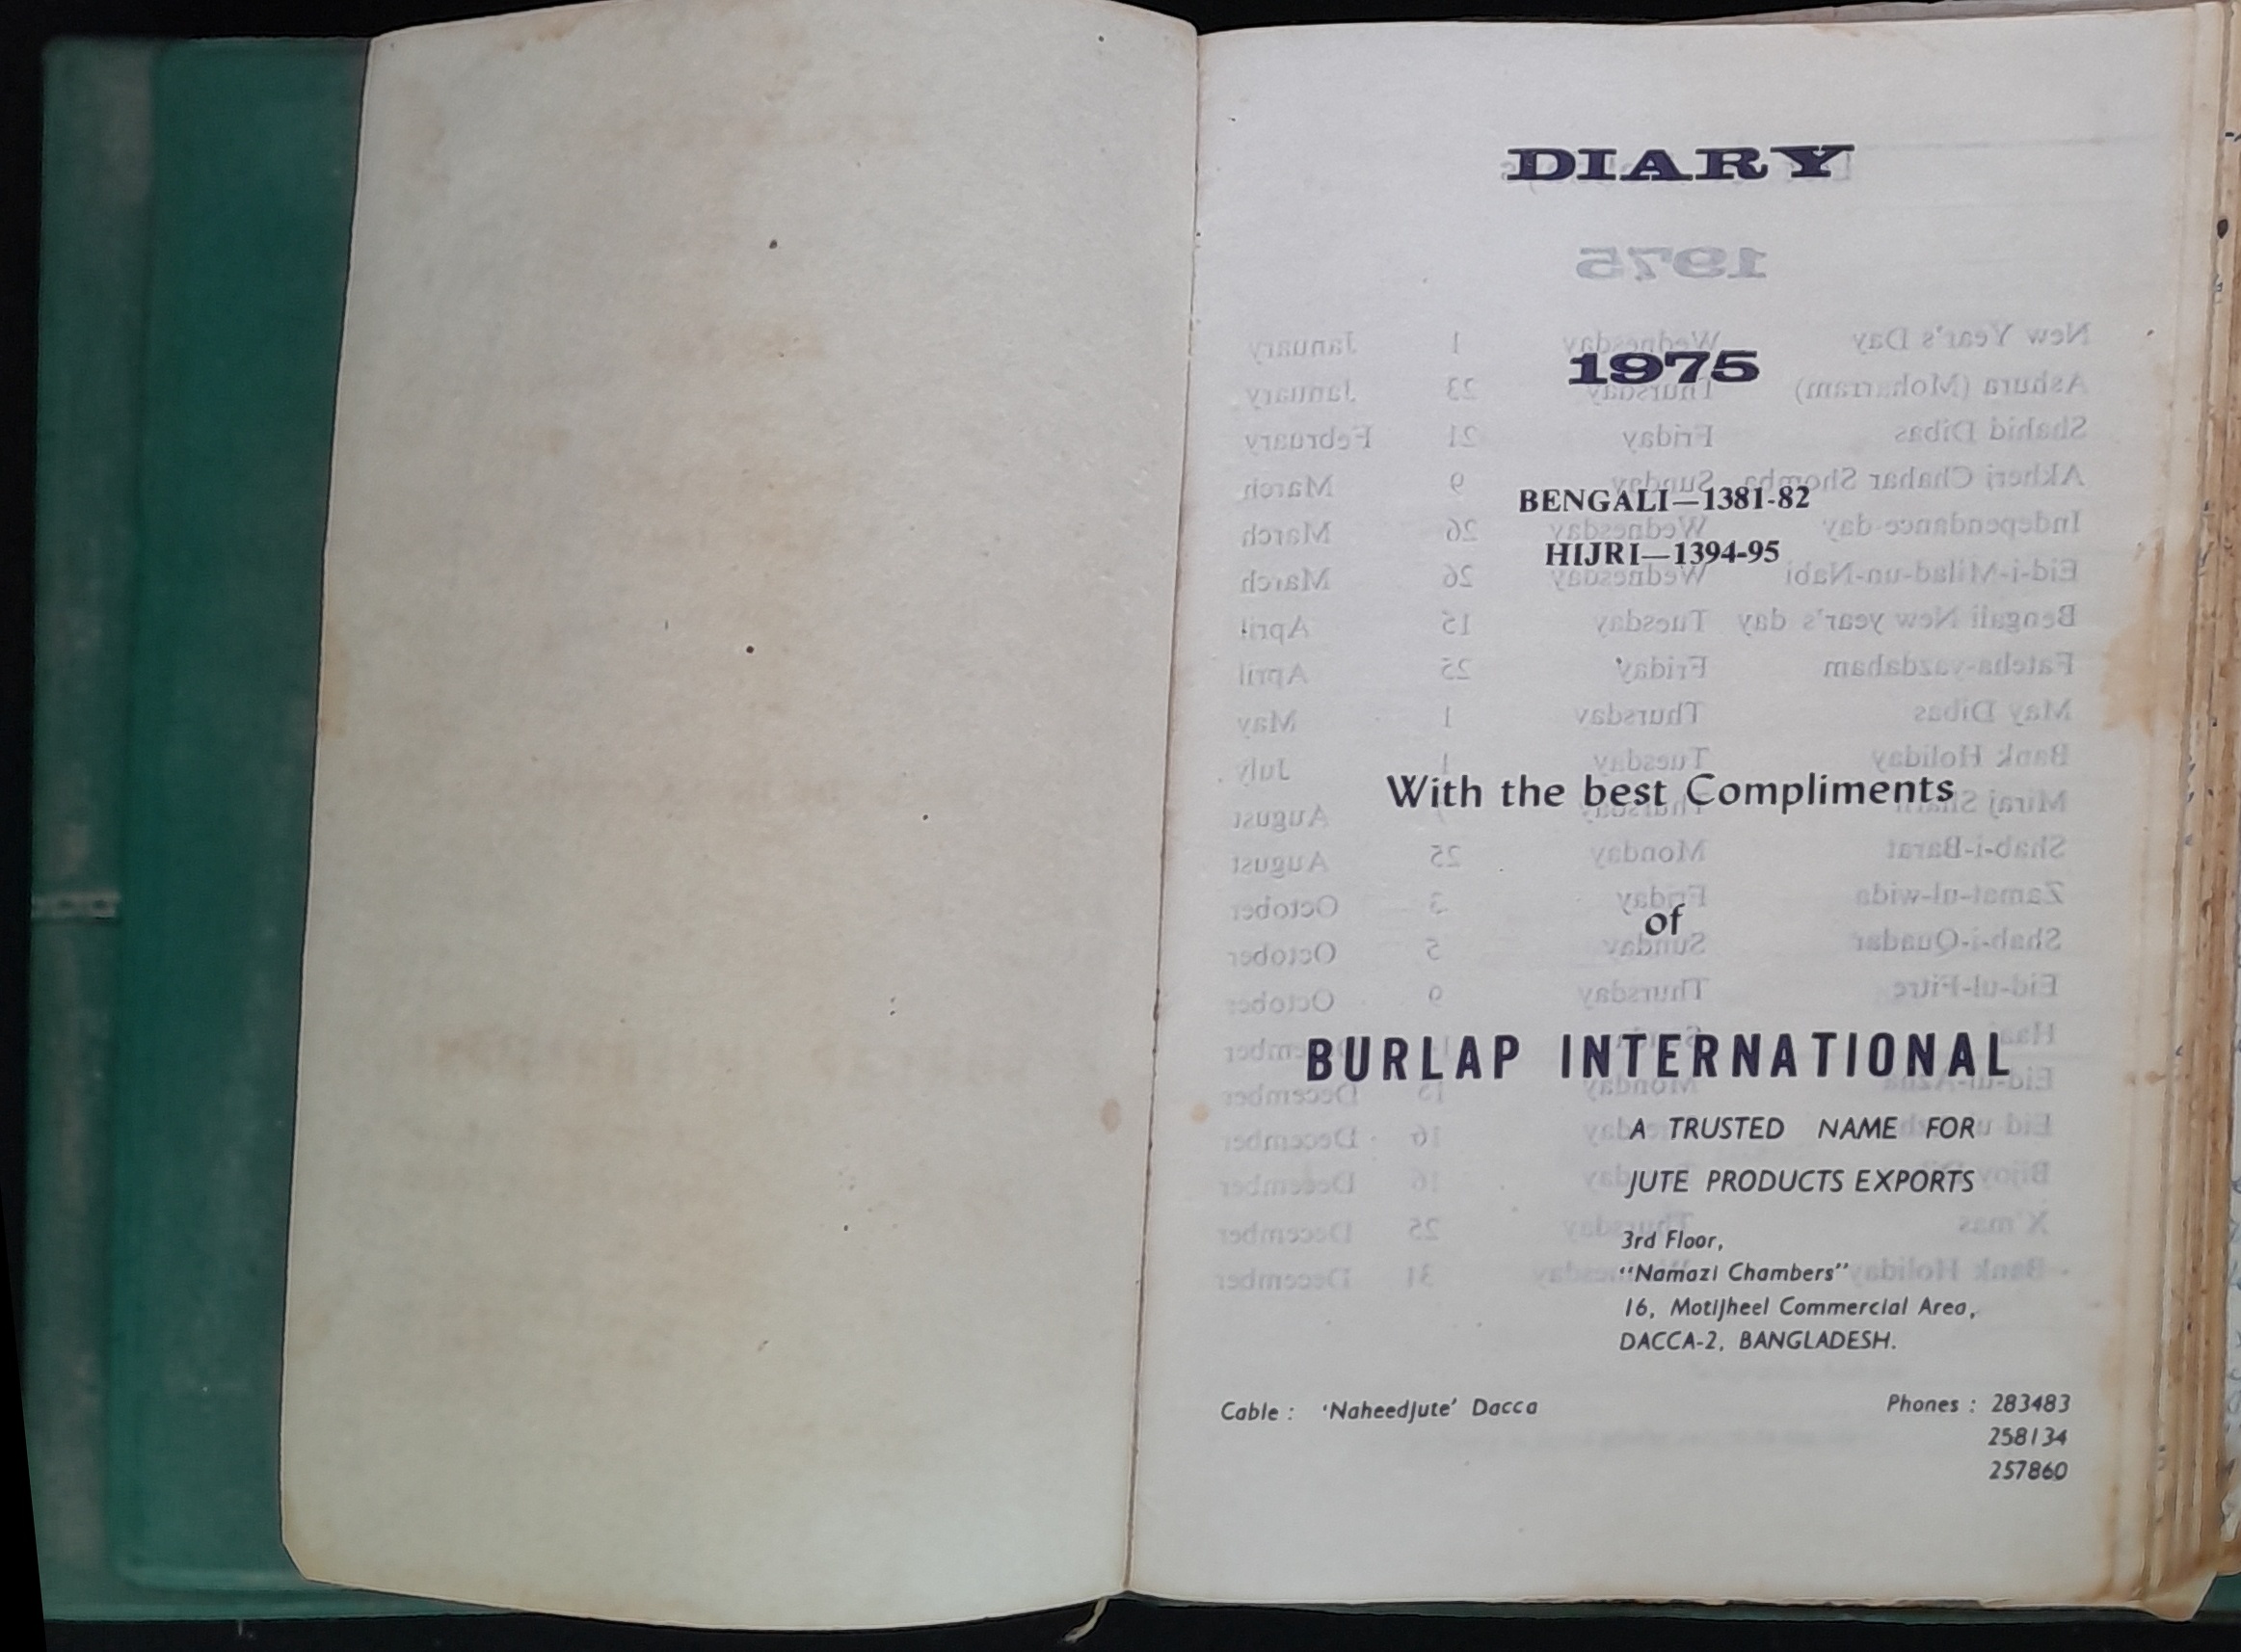 DIARY
1975
BENGALI—1381-82
HIJRI—1394-95
With the best Compliments
of
BURLAP INTERNATIONAL
A TRUSTED NAME FOR
JUTE PRODUCTS EXPORTS
3rd Floor,
“Namazi Chambers”
16, Motijheel Commercial Area,
DACCA-2, BANGLADESH.
Cable : ‘Naheedjute’ Dacca
Phones : 283483
258134
257860